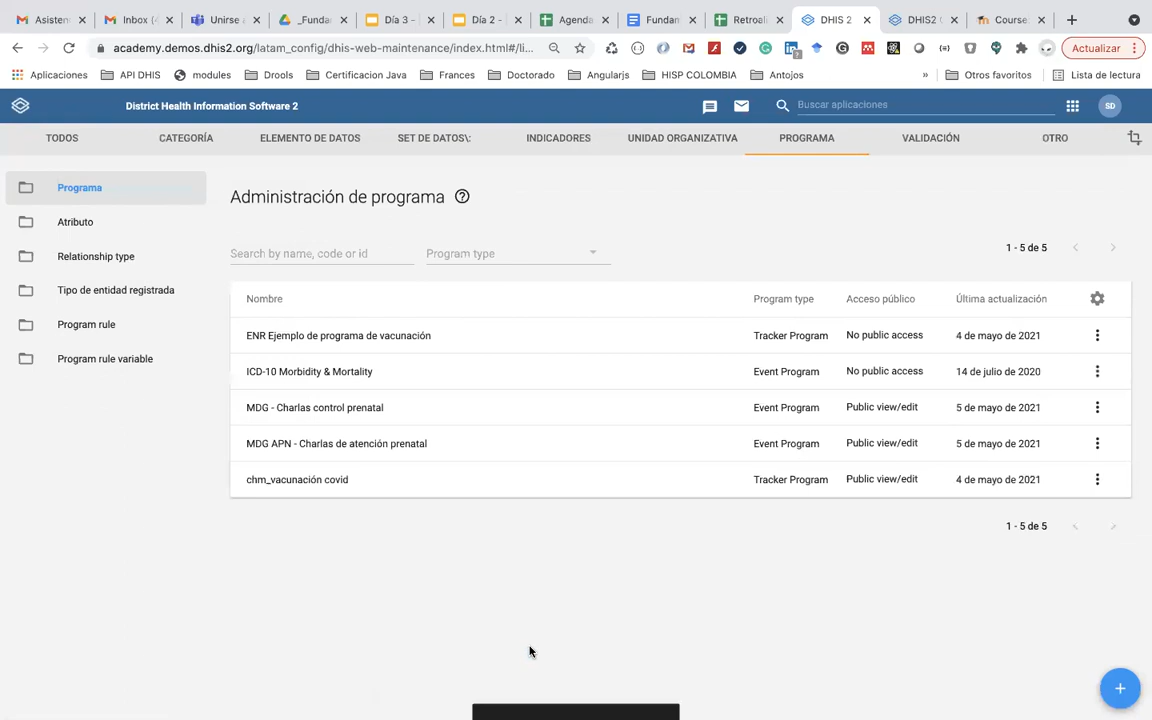 Asisten
Inbox (4
Unirse a
_Funda
Día 3 -
Día 2 -
Agenda
Fundam
Retroali
DHIS 2
DHIS2 C
Course:
academy.demos.dhis2.org/latam_config/dhis-web-maintenance/index.html#/li...
Actualizar
Aplicaciones
API DHIS
modules
Drools
Certificacion Java
Frances
Doctorado
Angularjs
HISP COLOMBIA
Antojos
»
Otros favoritos
Lista de lectura
District Health Information Software 2
Buscar aplicaciones
SD
TODOS
CATEGORÍA
ELEMENTO DE DATOS
SET DE DATOS\:
INDICADORES
UNIDAD ORGANIZATIVA
PROGRAMA
VALIDACIÓN
OTRO
Programa
Atributo
Relationship type
Tipo de entidad registrada
Program rule
Program rule variable
Administración de programa
Search by name, code or id
Program type
1 - 5 de 5
Nombre Program type Acceso público Última actualización
ENR Ejemplo de programa de vacunación Tracker Program No public access 4 de mayo de 2021
ICD-10 Morbidity & Mortality Event Program No public access 14 de julio de 2020
MDG - Charlas control prenatal Event Program Public view/edit 5 de mayo de 2021
MDG APN - Charlas de atención prenatal Event Program Public view/edit 5 de mayo de 2021
chm_vacunación covid Tracker Program Public view/edit 4 de mayo de 2021
1 - 5 de 5